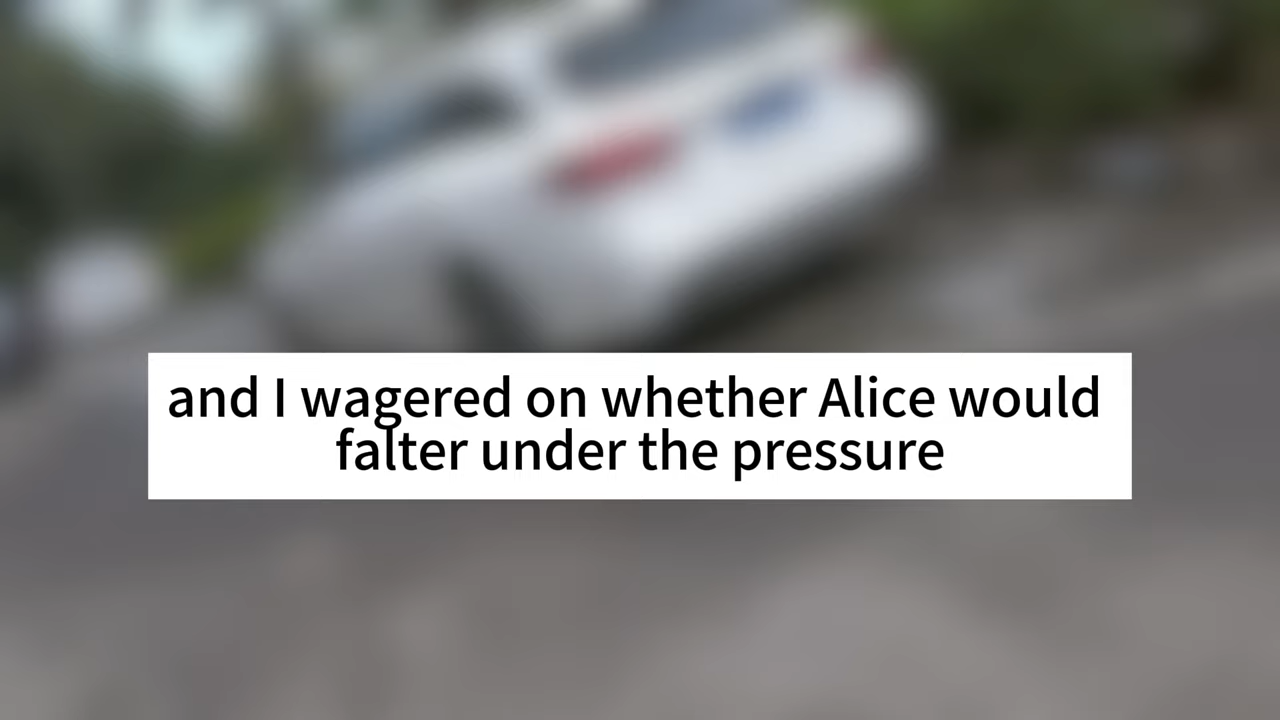 and I wagered on whether Alice would
falter under the pressure